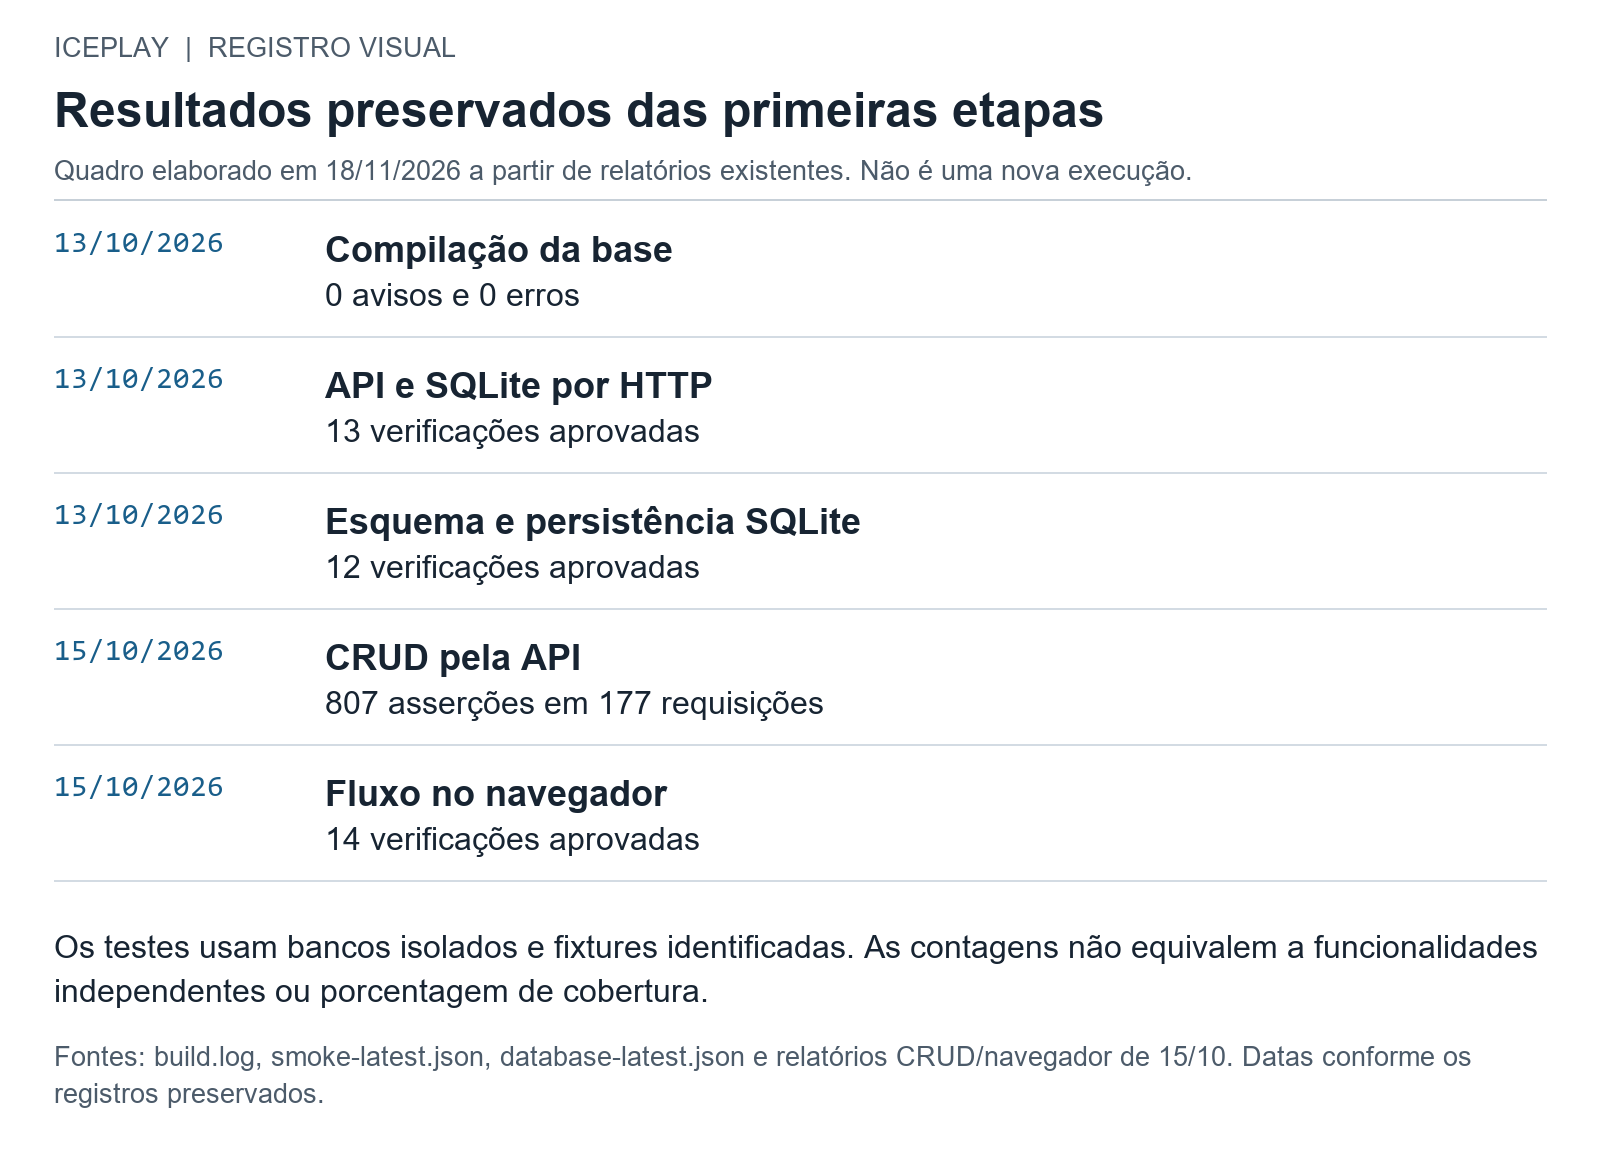 ICEPLAY | REGISTRO VISUAL
Resultados preservados das primeiras etapas
Quadro elaborado em 18/11/2026 a partir de relatórios existentes. Não é uma nova execução.
13/10/2026
Compilação da base
0 avisos e 0 erros
13/10/2026
API e SQLite por HTTP
13 verificações aprovadas
13/10/2026
Esquema e persistência SQLite
12 verificações aprovadas
15/10/2026
CRUD pela API
807 asserções em 177 requisições
15/10/2026
Fluxo no navegador
14 verificações aprovadas
Os testes usam bancos isolados e fixtures identificadas. As contagens não equivalem a funcionalidades
independentes ou porcentagem de cobertura.
Fontes: build.log, smoke-latest.json, database-latest.json e relatórios CRUD/navegador de 15/10. Datas conforme os
registros preservados.